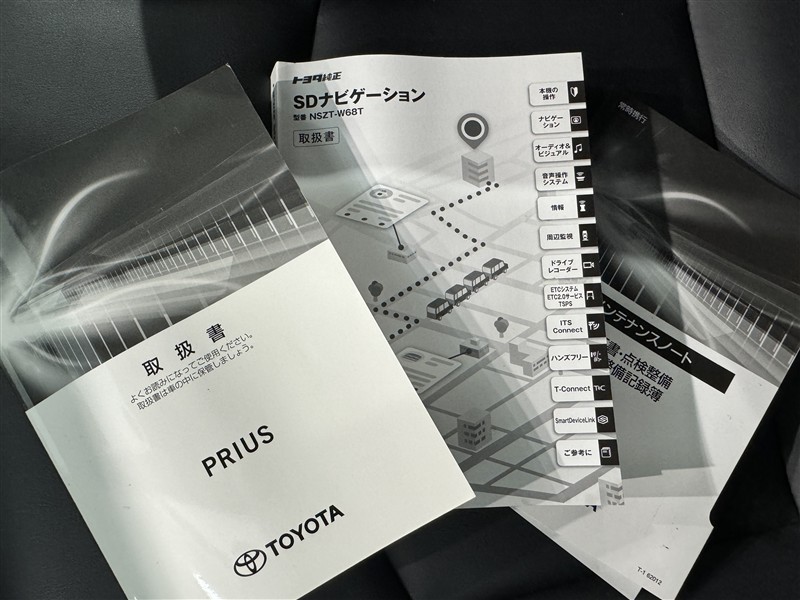 取扱書
よくお読みになってご使用ください。
取扱書は車の中に保管しましょう。
PRIUS
TOYOTA
トヨタ純正
SDナビゲーション
型番 NSZT-W68T
取扱書
本機の
操作
ナビゲー
ション
オーディオ&
ビジュアル
音声操作
システム
情報
周辺監視
ドライブ
レコーダー
ETCシステム
ETC2.0サービス
TSPS
ITS
Connect
ハンズフリー
T-Connect
SmartDeviceLink
ご参考に
常時携行
ンテナンスノート
書・点検整備
整備記録簿
T-1 62012